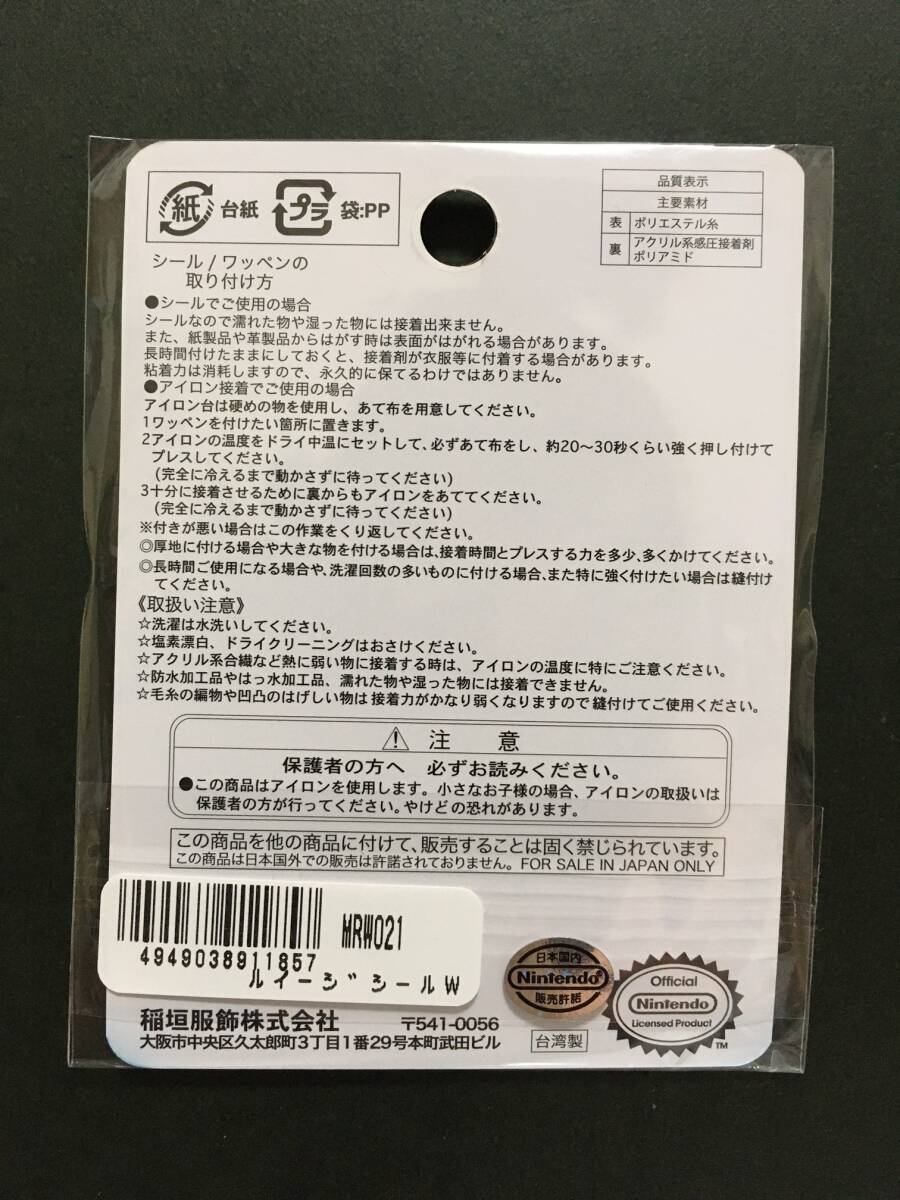 紙 台紙 プラ 袋:PP
品質表示
主要素材
表 ポリエステル糸
裏 アクリル系感圧接着剤
ポリアミド
シール / ワッペンの
取り付け方
●シールでご使用の場合
シールなので濡れた物や湿った物には接着出来ません。
また、紙製品や革製品からはがす時は表面がはがれる場合があります。
長時間付けたままにしておくと、接着剤が衣服等に付着する場合があります。
粘着力は消耗しますので、永久的に保てるわけではありません。
●アイロン接着でご使用の場合
アイロン台は硬めの物を使用し、あて布を用意してください。
1ワッペンを付けたい箇所に置きます。
2アイロンの温度をドライ中温にセットして、必ずあて布をし、約20〜30秒くらい強く押し付けて
プレスしてください。
(完全に冷えるまで動かさずに待ってください)
3十分に接着させるために裏からもアイロンをあててください。
(完全に冷えるまで動かさずに待ってください)
※付きが悪い場合はこの作業をくり返してください。
◎厚地に付ける場合や大きな物を付ける場合は、接着時間とプレスする力を多少、多くかけてください。
◎長時間ご使用になる場合や、洗濯回数の多いものに付ける場合、また特に強く付けたい場合は縫付け
てください。
《取扱い注意》
☆洗濯は水洗いしてください。
☆塩素漂白、ドライクリーニングはおさけください。
☆アクリル系合繊など熱に弱い物に接着する時は、アイロンの温度に特にご注意ください。
☆防水加工品やはっ水加工品、濡れた物や湿った物には接着できません。
☆毛糸の編物や凹凸のはげしい物は 接着力がかなり弱くなりますので 縫付けてご使用ください。
⚠ 注 意
保護者の方へ 必ずお読みください。
●この商品はアイロンを使用します。小さなお子様の場合、アイロンの取扱いは
保護者の方が行ってください。やけどの恐れがあります。
この商品を他の商品に付けて、販売することは固く禁じられています。
この商品は日本国外での販売は許諾されておりません。FOR SALE IN JAPAN ONLY
MRW021
4949038911857
ルイージシールW
稲垣服飾株式会社 〒541-0056
大阪市中央区久太郎町3丁目1番29号本町武田ビル
日本国内
Nintendo
販売許諾
台湾製
Official
Nintendo
Licensed Product
TM